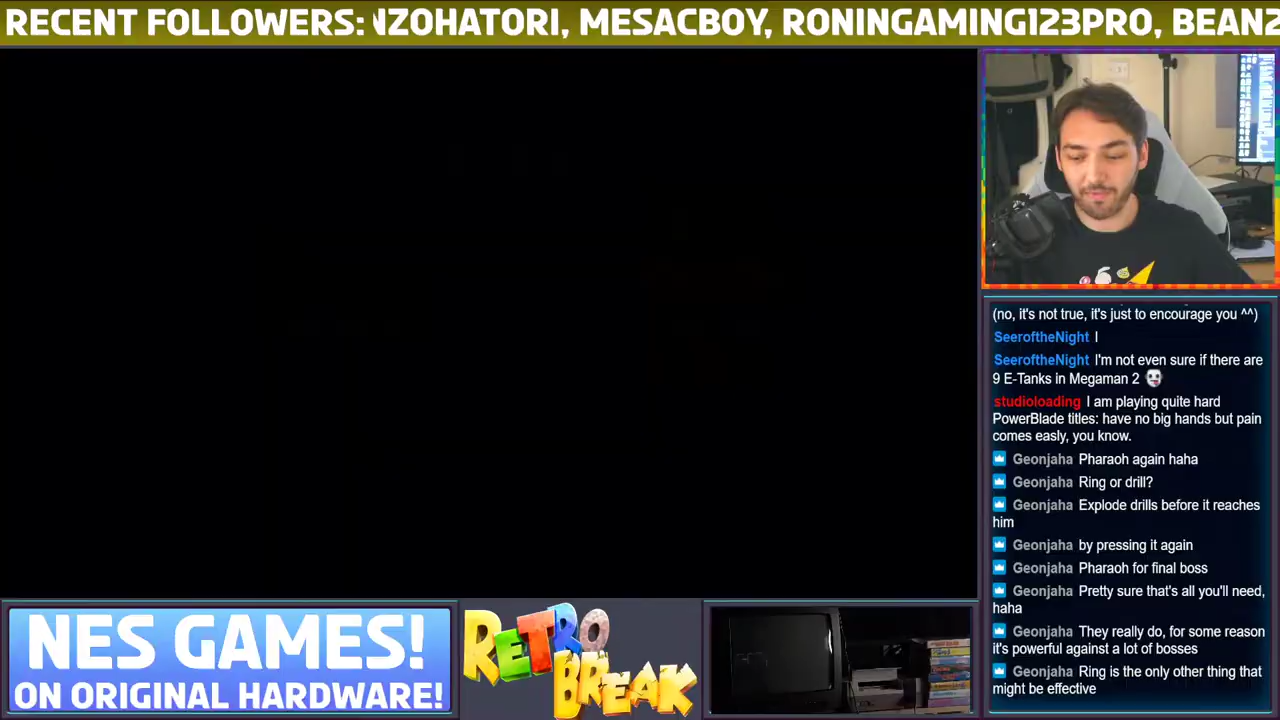 RECENT FOLLOWERS: NZOHATORI, MESACBOY, RONINGAMING123PRO, BEANZ
(no, it's not true, it's just to encourage you ^^)
SeeroftheNight I
SeeroftheNight I'm not even sure if there are
9 E-Tanks in Megaman 2
studioloading I am playing quite hard
PowerBlade titles: have no big hands but pain
comes easly, you know.
Geonjaha Pharaoh again haha
Geonjaha Ring or drill?
Geonjaha Explode drills before it reaches
him
Geonjaha by pressing it again
Geonjaha Pharaoh for final boss
Geonjaha Pretty sure that's all you'll need,
haha
Geonjaha They really do, for some reason
it's powerful against a lot of bosses
Geonjaha Ring is the only other thing that
might be effective
NES GAMES!
ON ORIGINAL HARDWARE!
RETRO
BREAK